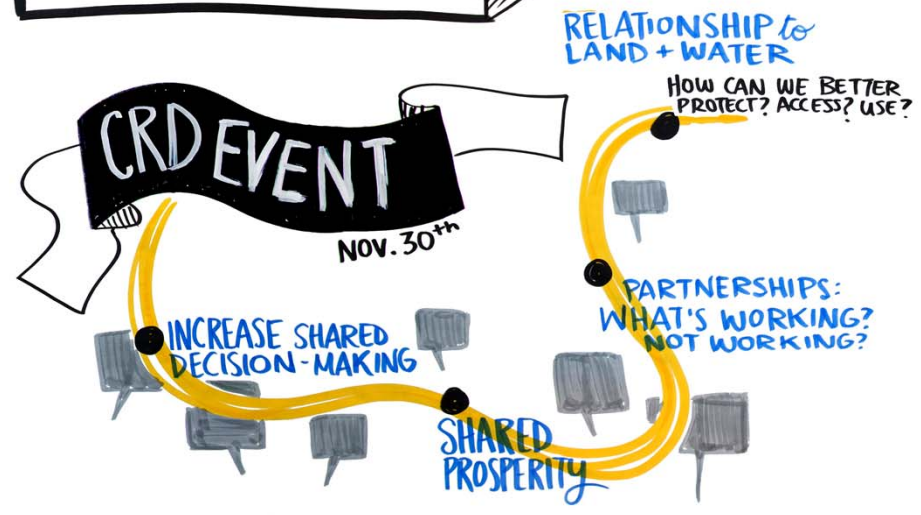 CRD EVENT
NOV. 30th
INCREASE SHARED
DECISION-MAKING
SHARED
PROSPERITY
PARTNERSHIPS:
WHAT'S WORKING?
NOT WORKING?
RELATIONSHIP to
LAND + WATER
HOW CAN WE BETTER
PROTECT? ACCESS? USE?